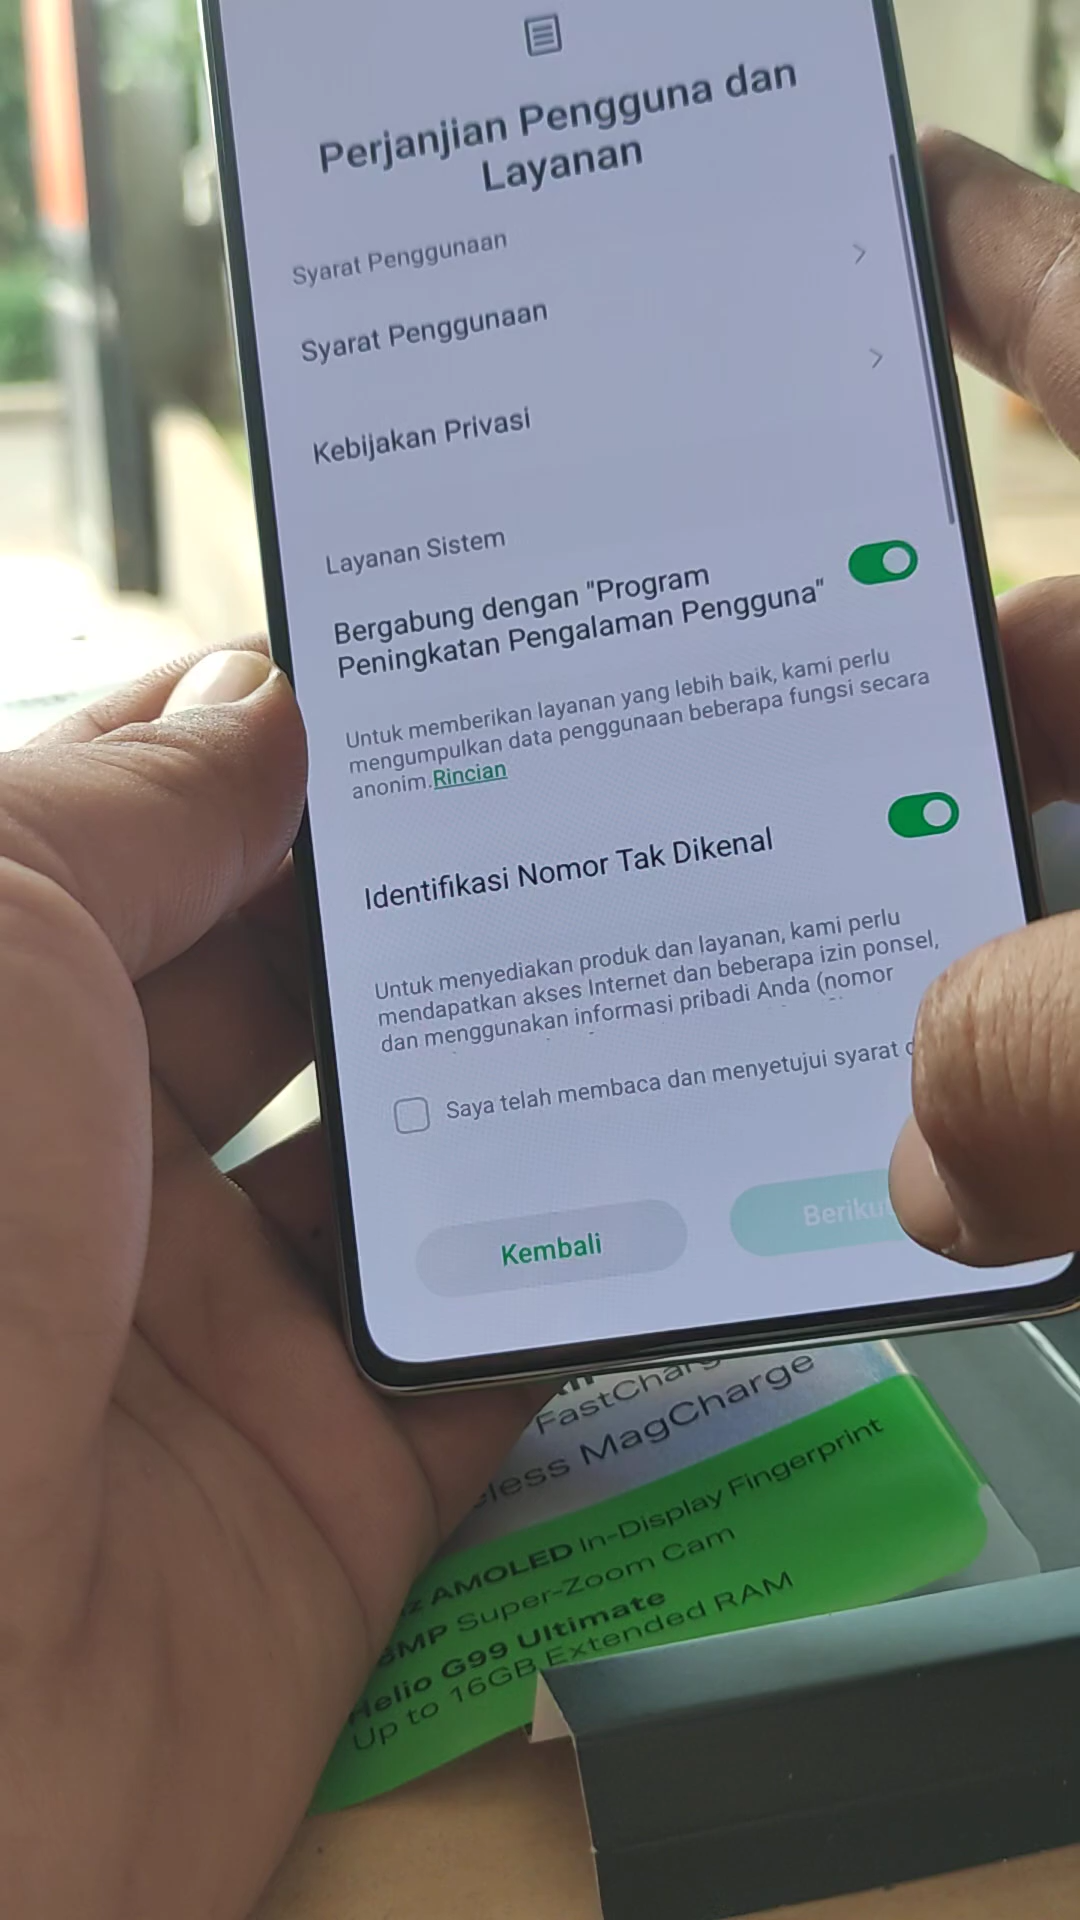 Perjanjian Pengguna dan
Layanan
Syarat Penggunaan
Syarat Penggunaan
Kebijakan Privasi
Layanan Sistem
Bergabung dengan "Program
Peningkatan Pengalaman Pengguna"
Untuk memberikan layanan yang lebih baik, kami perlu
mengumpulkan data penggunaan beberapa fungsi secara
anonim.Rincian
Identifikasi Nomor Tak Dikenal
Untuk menyediakan produk dan layanan, kami perlu
mendapatkan akses Internet dan beberapa izin ponsel,
dan menggunakan informasi pribadi Anda (nomor
Saya telah membaca dan menyetujui syarat
Kembali
MagCharge
AMOLED In-Display Fingerprint
Super-Zoom Cam
Helio G99 Ultimate
Up to 16GB Extended RAM